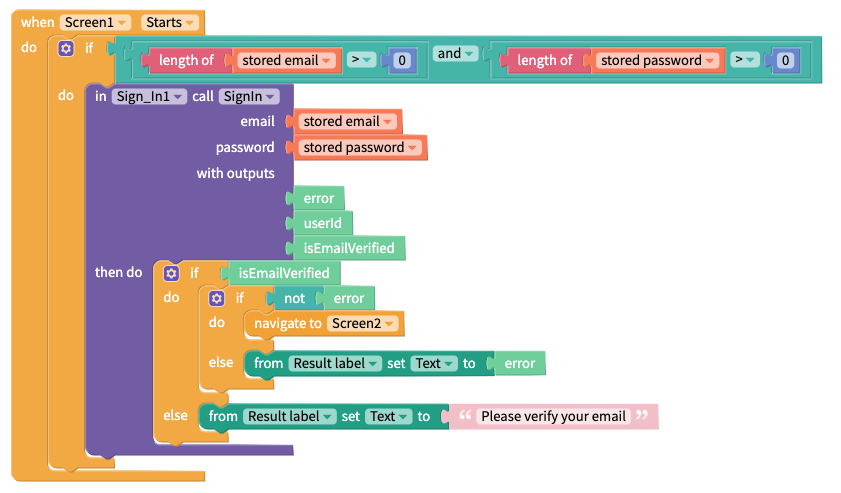 when Screen1 Starts
do if length of stored email > 0 and length of stored password > 0
do in Sign_In1 call SignIn
email stored email
password stored password
with outputs
error
userId
isEmailVerified
then do if isEmailVerified
do if not error
do navigate to Screen2
else from Result label set Text to error
else from Result label set Text to “ Please verify your email ”